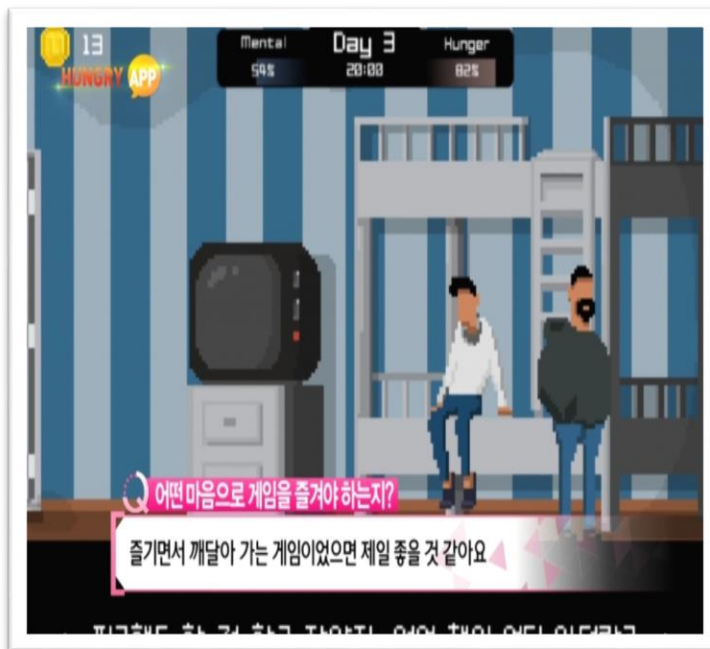 13
Mental Day 3 Hunger
54% 20:00 82%
HUNGRY APP
Q 어떤 마음으로 게임을 즐겨야 하는지?
즐기면서 깨달아 가는 게임이었으면 제일 좋을 것 같아요